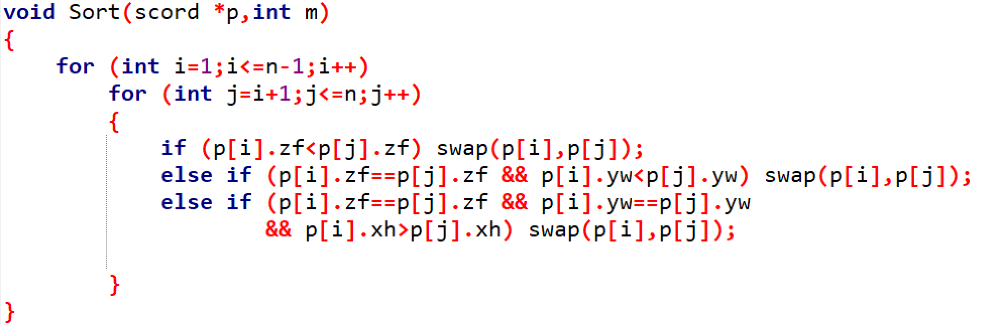 void Sort(scord *p,int m)
{
    for (int i=1;i<=n-1;i++)
        for (int j=i+1;j<=n;j++)
        {
            if (p[i].zf<p[j].zf) swap(p[i],p[j]);
            else if (p[i].zf==p[j].zf && p[i].yw<p[j].yw) swap(p[i],p[j]);
            else if (p[i].zf==p[j].zf && p[i].yw==p[j].yw
                    && p[i].xh>p[j].xh) swap(p[i],p[j]);
        }
}